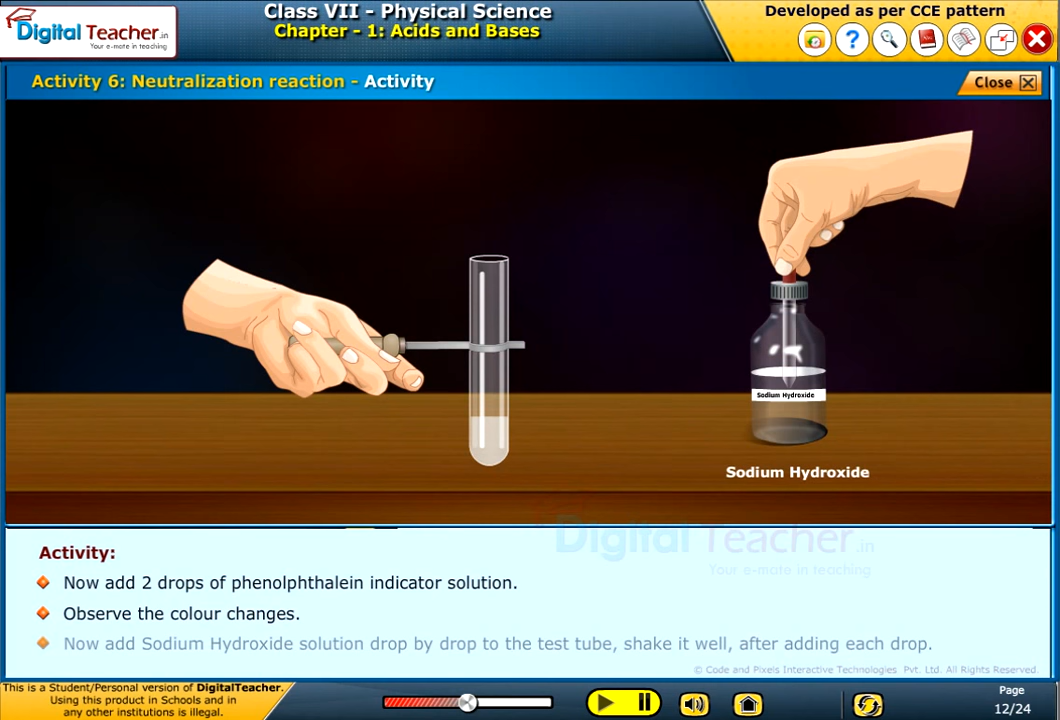 Digital Teacher.in
Your e-mate in teaching
Class VII - Physical Science
Chapter - 1: Acids and Bases
Developed as per CCE pattern
Activity 6: Neutralization reaction - Activity
Close
Sodium Hydroxide
Sodium Hydroxide
Digital Teacher.in
Your e-mate in teaching
Activity:
Now add 2 drops of phenolphthalein indicator solution.
Observe the colour changes.
Now add Sodium Hydroxide solution drop by drop to the test tube, shake it well, after adding each drop.
© Code and Pixels Interactive Technologies. Pvt. Ltd. All Rights Reserved.
This is a Student/Personal version of DigitalTeacher.
Using this product in Schools and in
any other institutions is illegal.
Page
12/24